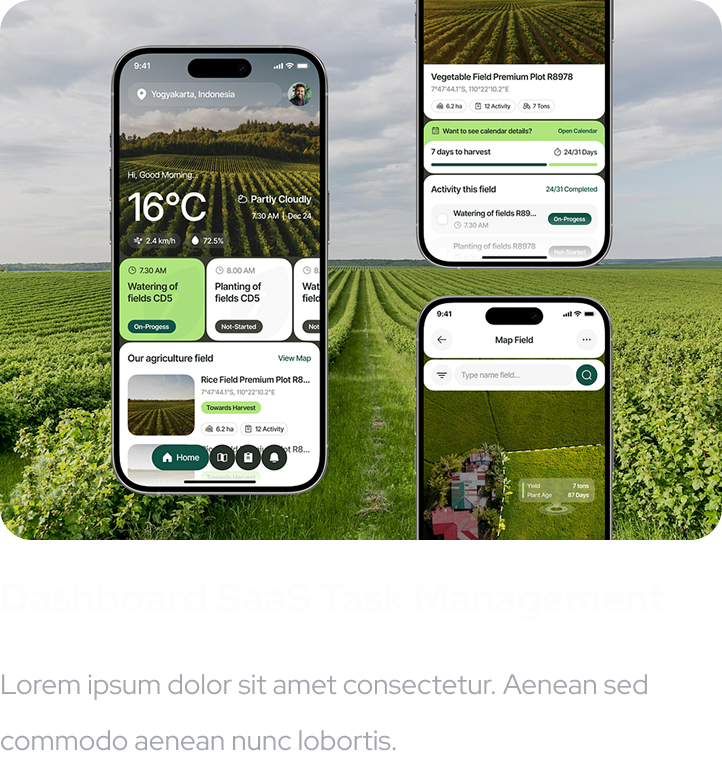 9:41
Yogyakarta, Indonesia
Hi, Good Morning...
16°C
Partly Cloudly
7.30 AM | Dec 24
2.4 km/h
72.5%
7.30 AM
Watering of
fields CD5
On-Progess
8.00 AM
Planting of
fields CD5
Not-Started
8.
Wat
field
Not
Our agriculture field
View Map
Rice Field Premium Plot R8...
7°47'44.1"S, 110°22'10.2"E
Towards Harvest
6.2 ha
12 Activity
R8...
Home
Vegetable Field Premium Plot R8978
7°47'44.1"S, 110°22'10.2"E
6.2 ha
12 Activity
7 Tons
Want to see calendar details?
Open Calendar
7 days to harvest
24/31 Days
Activity this field
24/31 Completed
Watering of fields R89...
7.30 AM
On-Progess
Planting of fields R8978
Not-Started
9:41
Map Field
Type name field...
Yield
7 tons
Plant Age
87 Days
Dashboard SaaS Task Management
Lorem ipsum dolor sit amet consectetur. Aenean sed
commodo aenean nunc lobortis.